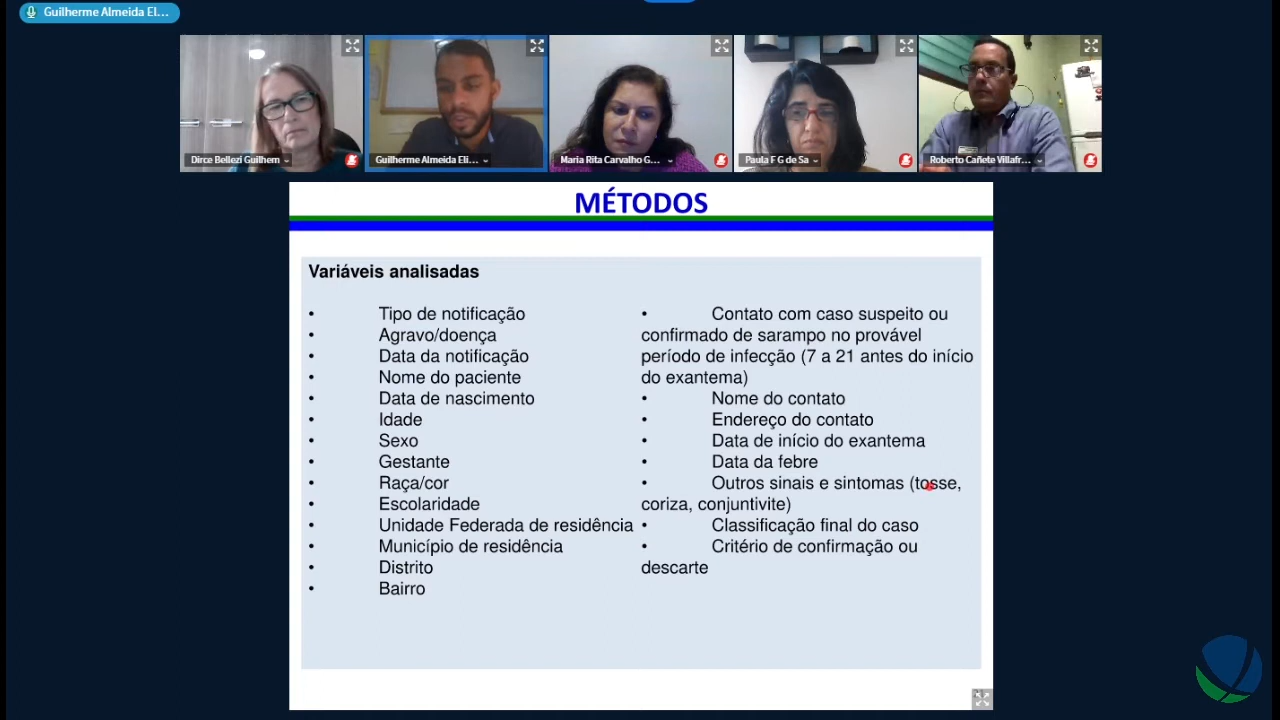 Guilherme Almeida El...
Dirce Bellezi Guilhem
Guilherme Almeida Eli...
Maria Rita Carvalho G...
Paula F G de Sa
Roberto Cañete Villafr...
MÉTODOS
Variáveis analisadas
• Tipo de notificação
• Agravo/doença
• Data da notificação
• Nome do paciente
• Data de nascimento
• Idade
• Sexo
• Gestante
• Raça/cor
• Escolaridade
• Unidade Federada de residência
• Município de residência
• Distrito
• Bairro
• Contato com caso suspeito ou
confirmado de sarampo no provável
período de infecção (7 a 21 antes do início
do exantema)
• Nome do contato
• Endereço do contato
• Data de início do exantema
• Data da febre
• Outros sinais e sintomas (tosse,
coriza, conjuntivite)
• Classificação final do caso
• Critério de confirmação ou
descarte